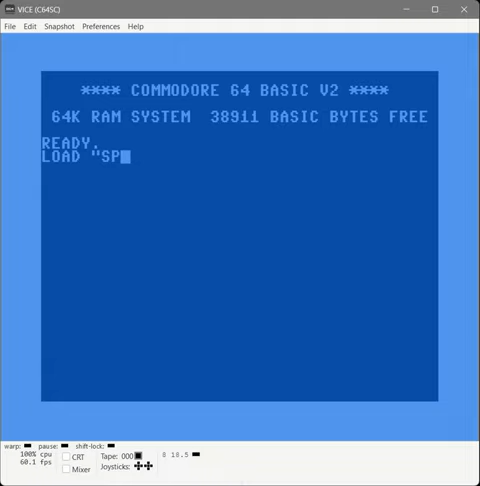 VICE (C64SC)
File Edit Snapshot Preferences Help
**** COMMODORE 64 BASIC V2 ****
64K RAM SYSTEM 38911 BASIC BYTES FREE
READY.
LOAD "SP
warp: pause: shift-lock:
100% cpu
60.1 fps
CRT
Mixer
Tape: 000
Joysticks:
8 18.5